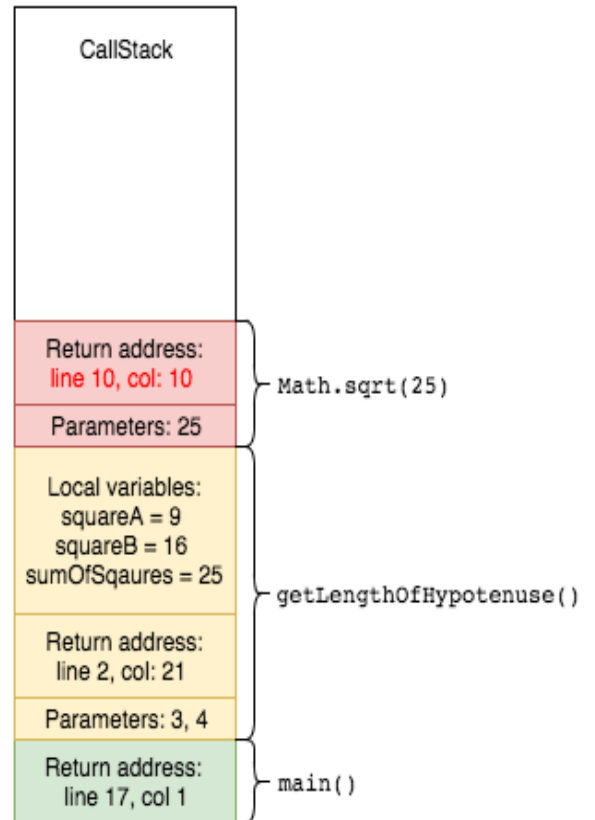 CallStack
Return address:
line 10, col: 10
Math.sqrt(25)
Parameters: 25
Local variables:
squareA = 9
squareB = 16
sumOfSqaures = 25
getLengthOfHypotenuse()
Return address:
line 2, col: 21
Parameters: 3, 4
Return address:
line 17, col 1
main()